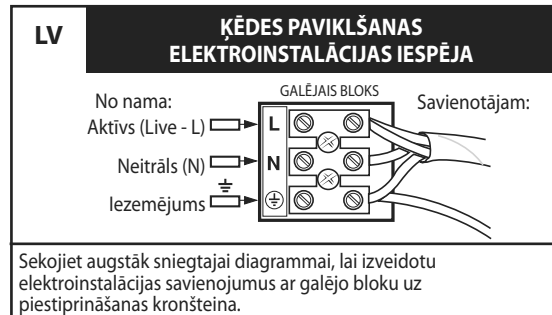 LV
ĶĒDES PAVIKLŠANAS
ELEKTROINSTALĀCIJAS IESPĒJA
GALĒJAIS BLOKS
No nama:
Savienotājam:
Aktīvs (Live - L)
L
Neitrāls (N)
N
Iezemējums
Sekojiet augstāk sniegtajai diagrammai, lai izveidotu
elektroinstalācijas savienojumus ar galējo bloku uz
piestiprināšanas kronšteina.